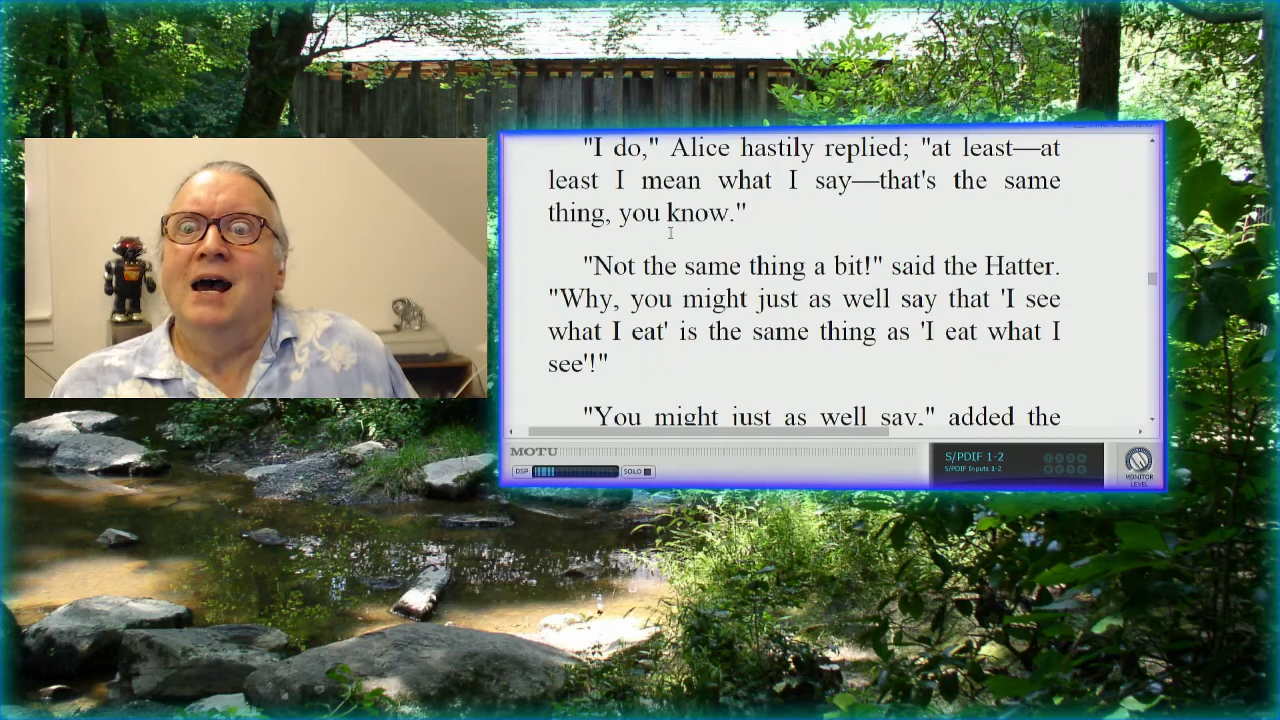 "I do," Alice hastily replied; "at least—at
least I mean what I say—that's the same
thing, you know."
"Not the same thing a bit!" said the Hatter.
"Why, you might just as well say that 'I see
what I eat' is the same thing as 'I eat what I
see'!"
"You might just as well say," added the
MOTU
DSP
SOLO
S/PDIF 1-2
S/PDIF Inputs 1-2
MONITOR
LEVEL